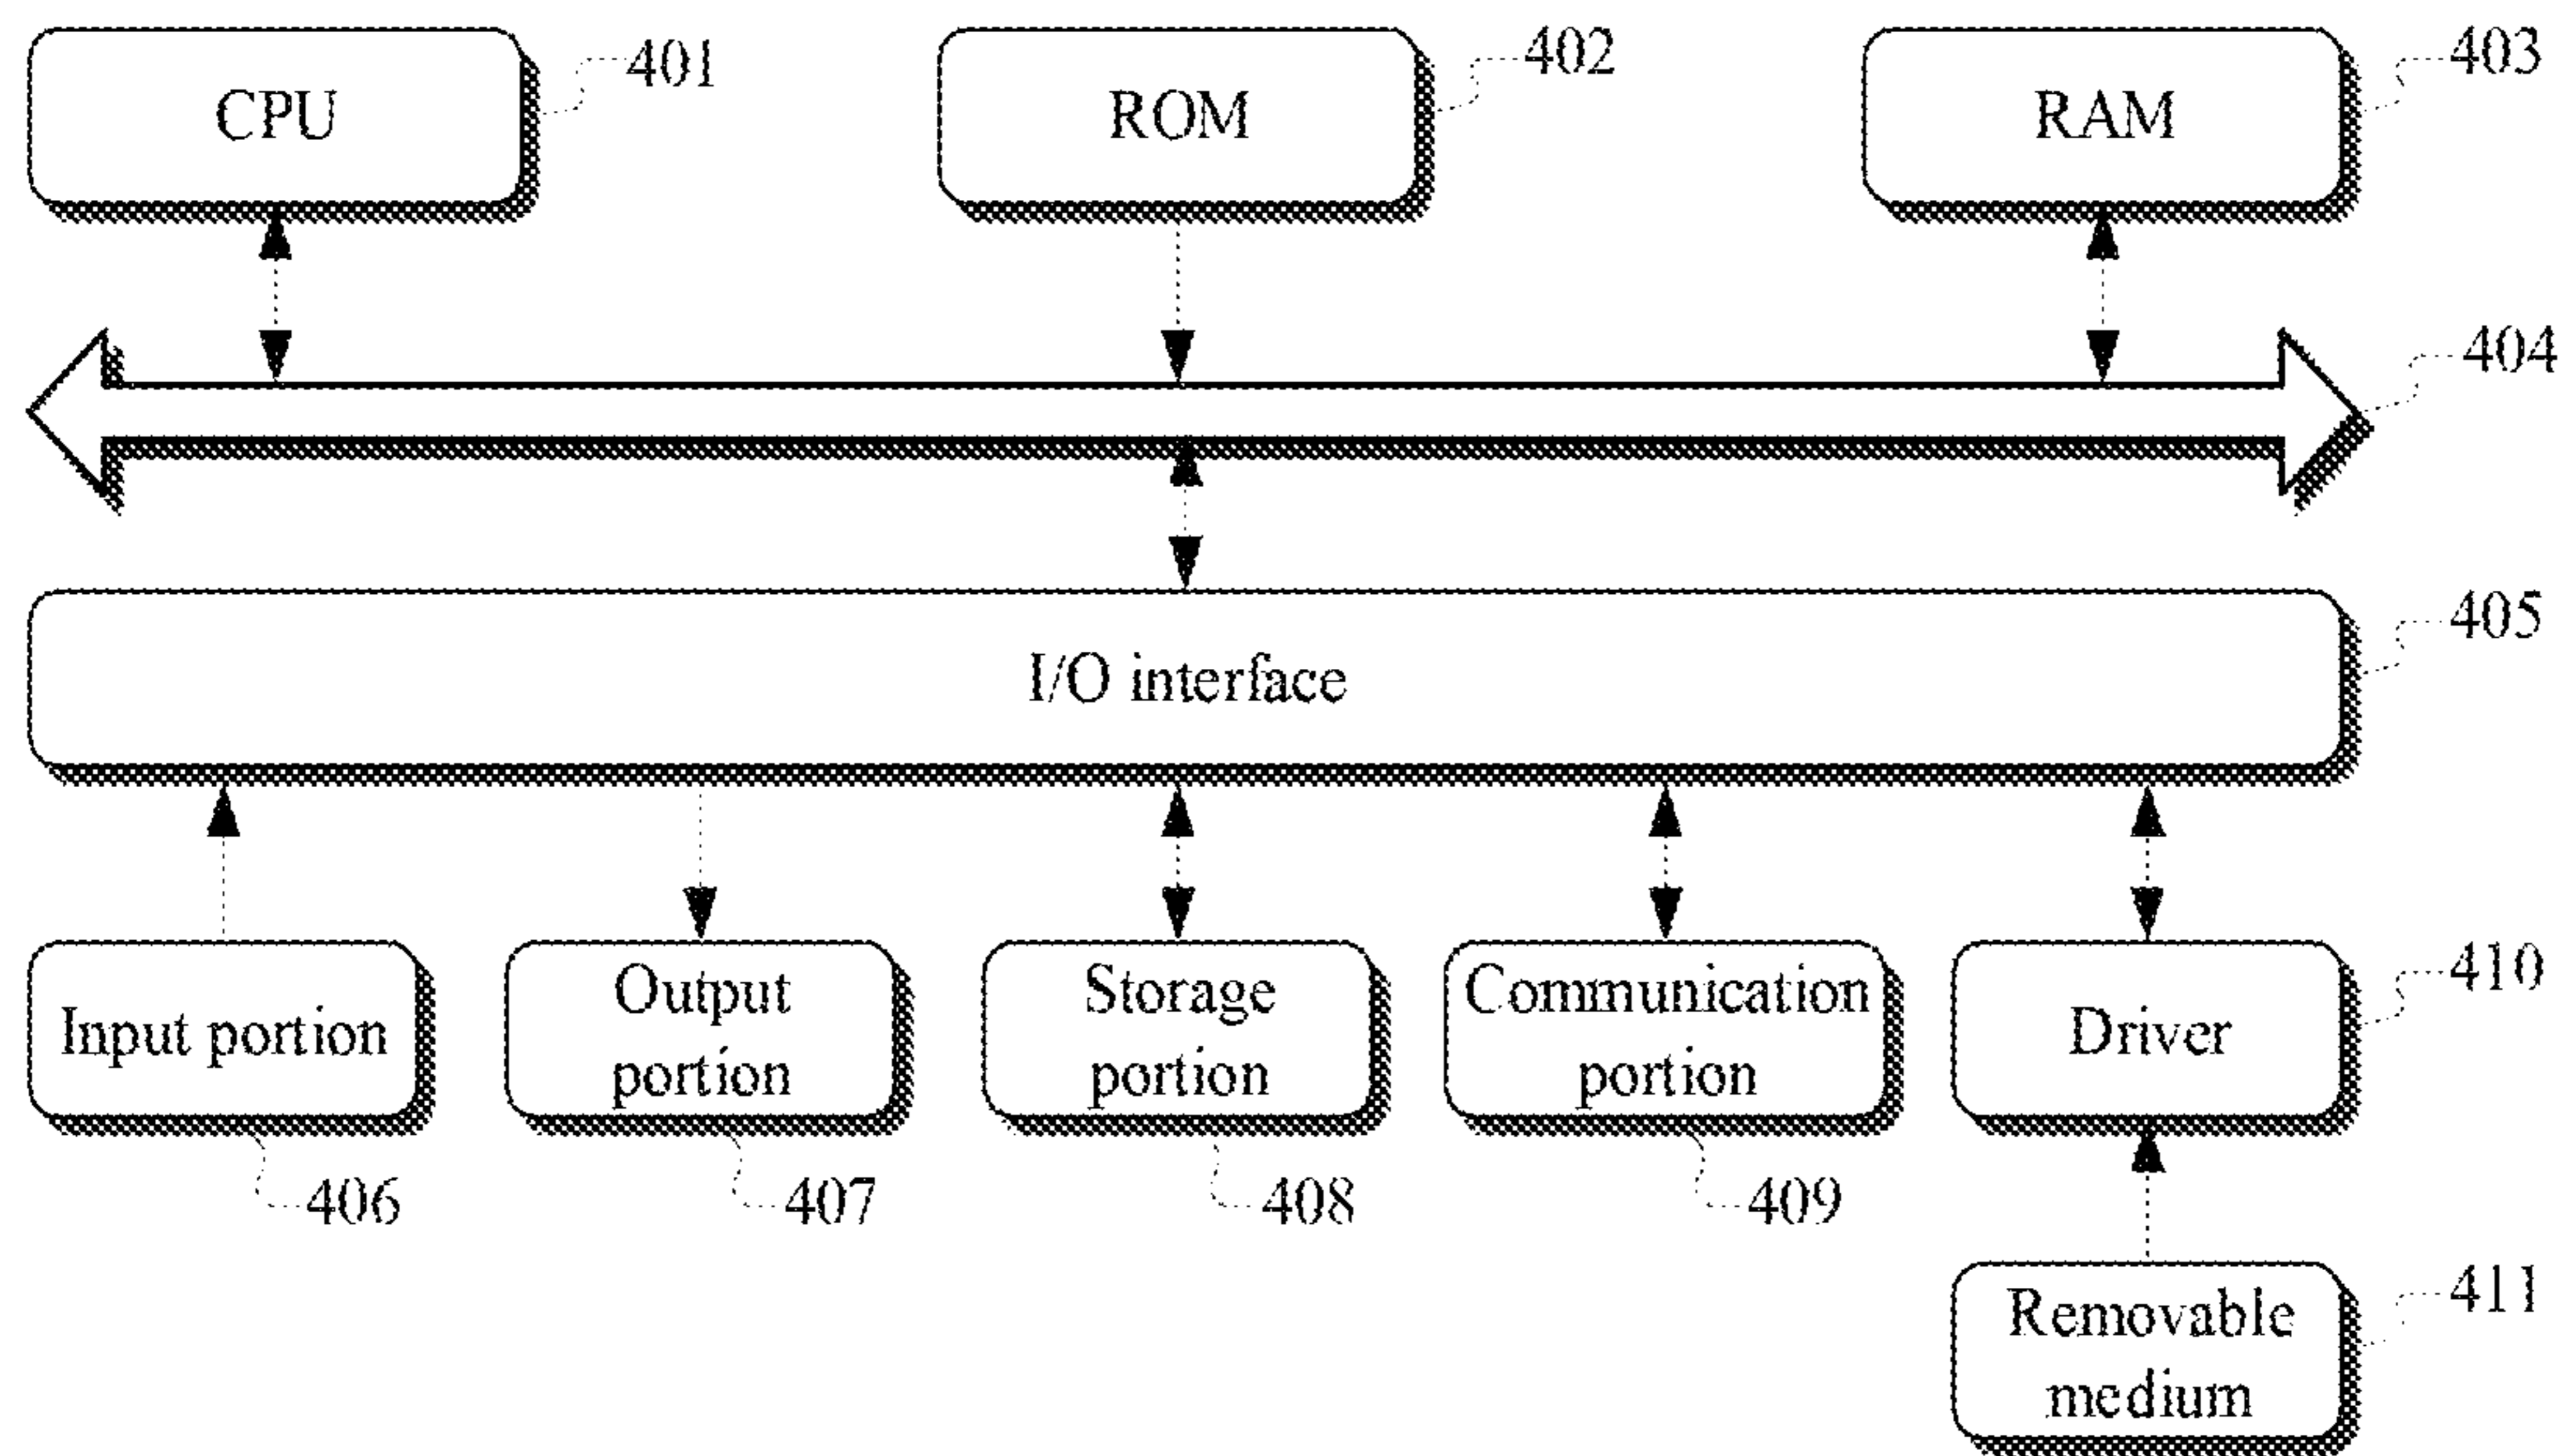 CPU
401
ROM
402
RAM
403
404
I/O interface
405
Input portion
406
Output
portion
407
Storage
portion
408
Communication
portion
409
Driver
410
Removable
medium
411